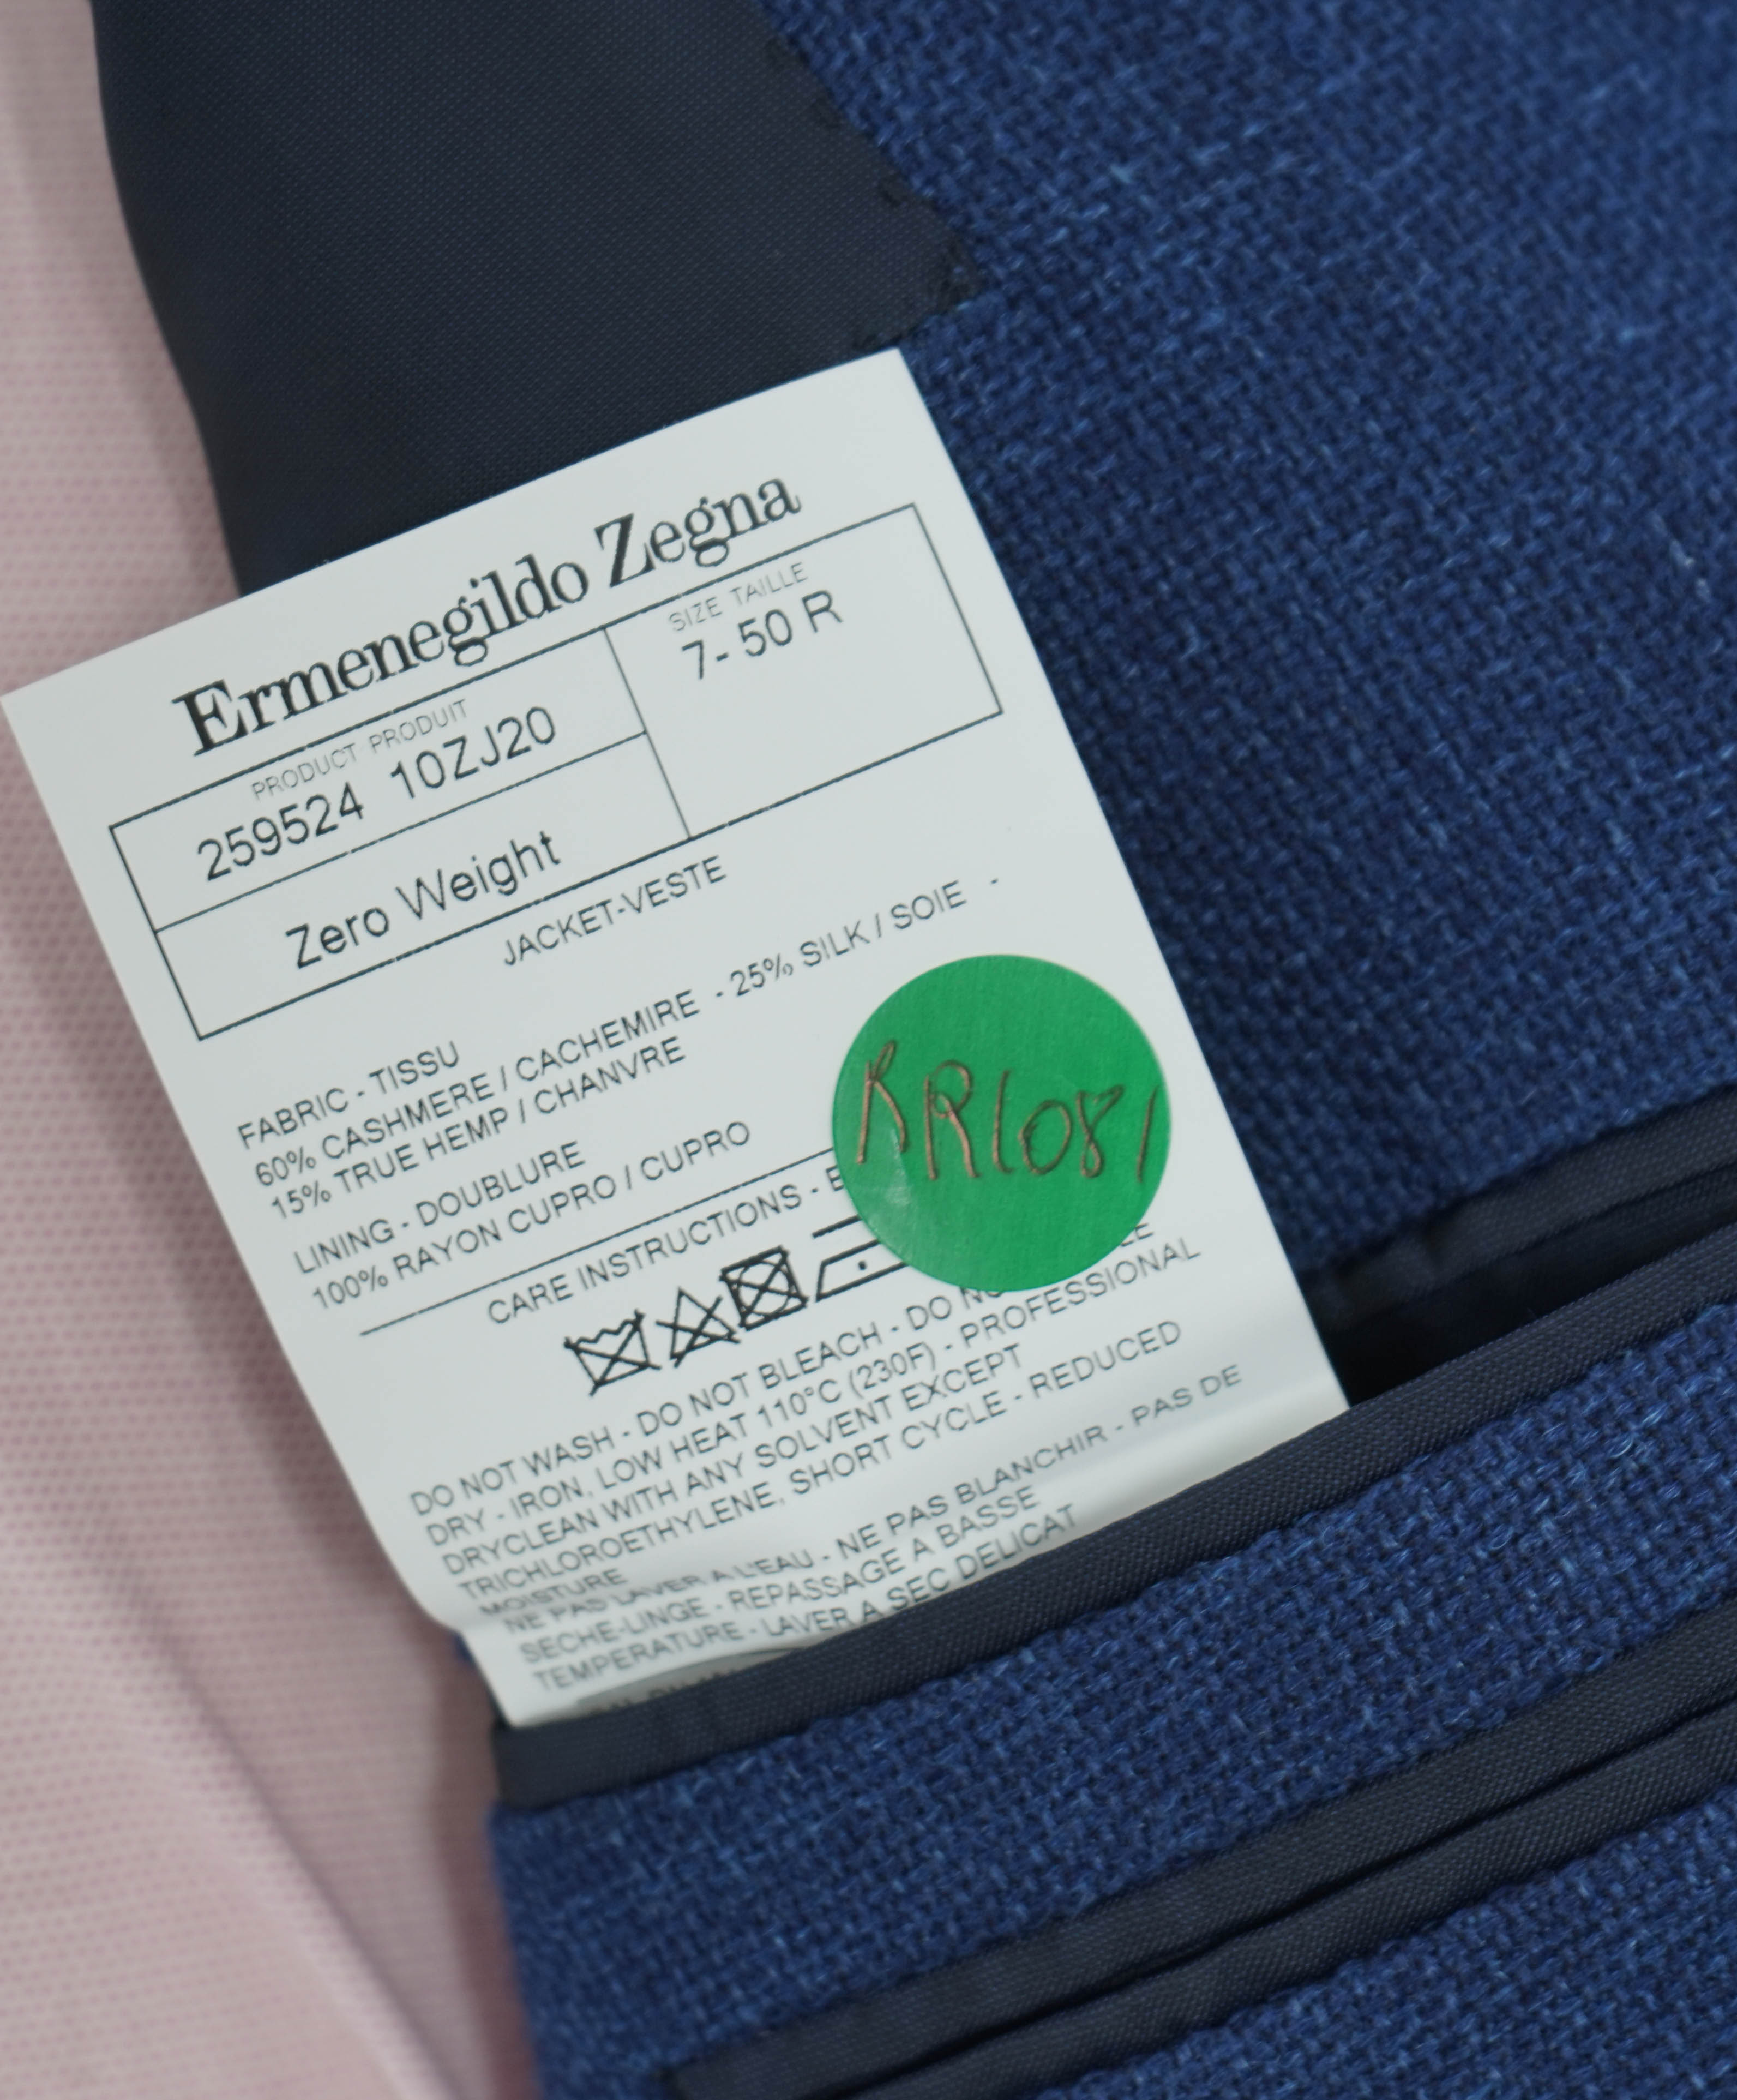 Ermenegildo Zegna
PRODUCT PRODUIT
259524 10ZJ20
SIZE TAILLE
7- 50 R
Zero Weight
JACKET-VESTE
FABRIC - TISSU
60% CASHMERE / CACHEMIRE - 25% SILK / SOIE -
15% TRUE HEMP / CHANVRE
LINING - DOUBLURE
100% RAYON CUPRO / CUPRO
RR1081
CARE INSTRUCTIONS -
DO NOT WASH - DO NOT BLEACH - DO
DRY - IRON, LOW HEAT 110°C (230F) - PROFESSIONAL
DRYCLEAN WITH ANY SOLVENT EXCEPT
TRICHLOROETHYLENE, SHORT CYCLE - REDUCED
MOISTURE
NE PAS LAVER A L'EAU - NE PAS BLANCHIR - PAS DE
SECHE-LINGE - REPASSAGE A BASSE
TEMPERATURE - LAVER A SEC DELICAT